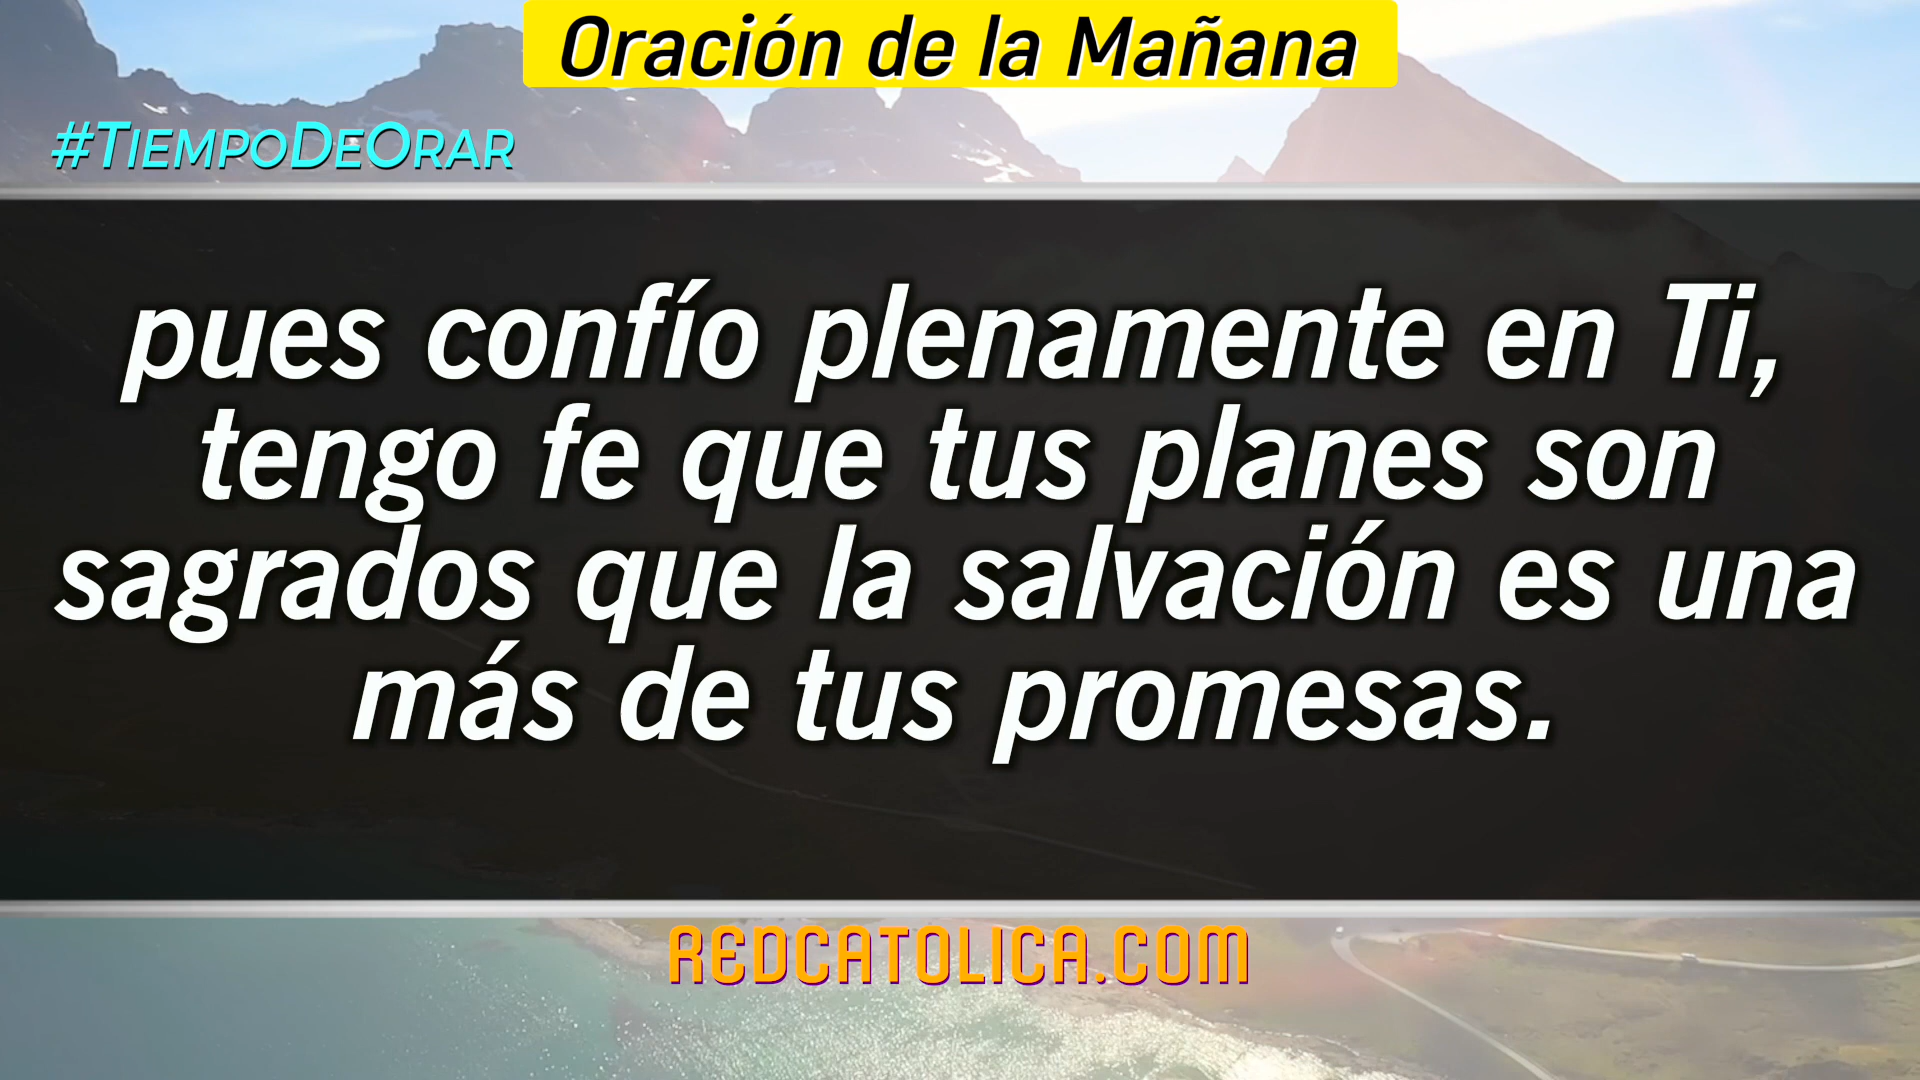 Oración de la Mañana
#TiempoDeOrar
pues confío plenamente en Ti,
tengo fe que tus planes son
sagrados que la salvación es una
más de tus promesas.
REDCATOLICA.COM